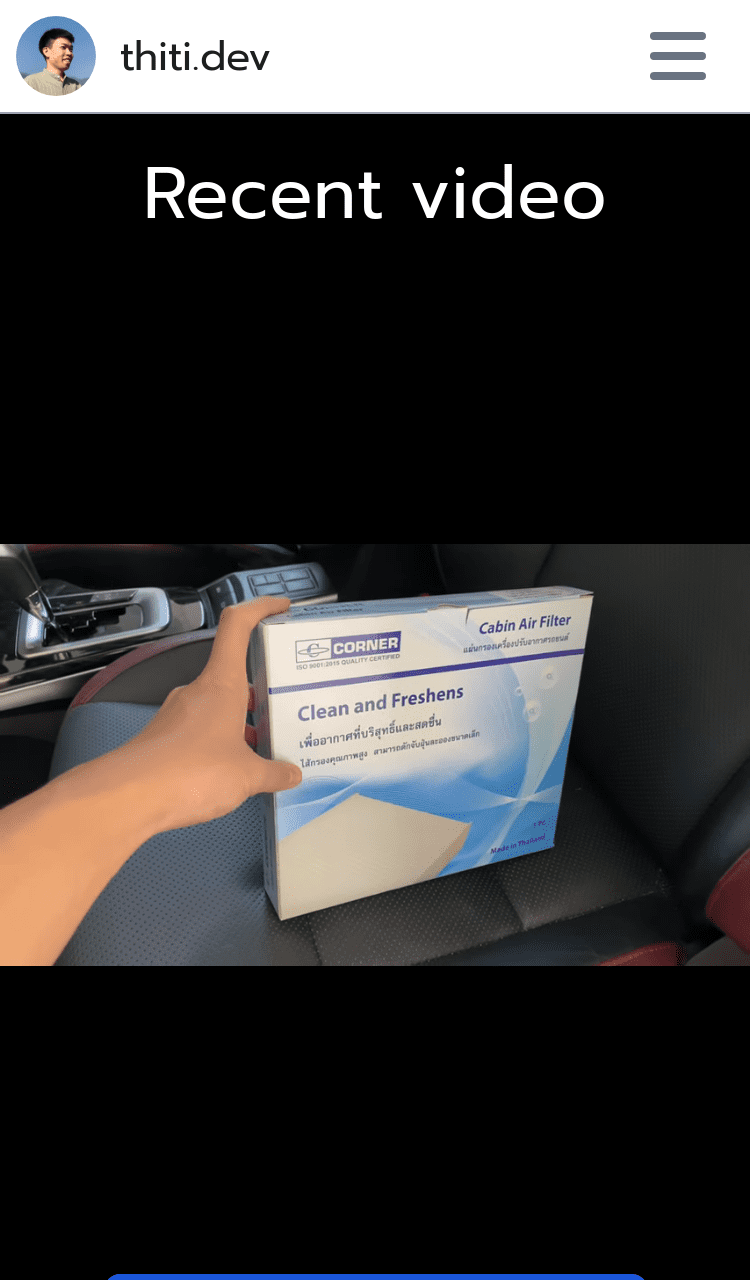 thiti.dev
Recent video
Cabin Air Filter
แผ่นกรองเครื่องปรับอากาศรถยนต์
CORNER
ISO 9001:2015 QUALITY CERTIFIED
Clean and Freshens
เพื่ออากาศที่บริสุทธิ์และสดชื่น
ไส้กรองคุณภาพสูง สามารถดักจับฝุ่นละอองขนาดเล็ก
1 Pc
Made in Thailand